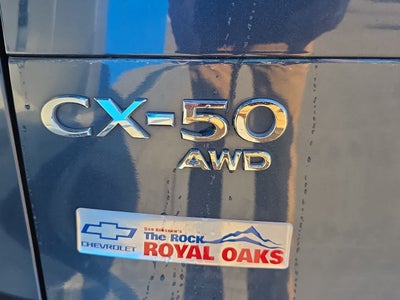 CX-50
AWD
The Rock
CHEVROLET
ROYAL OAKS